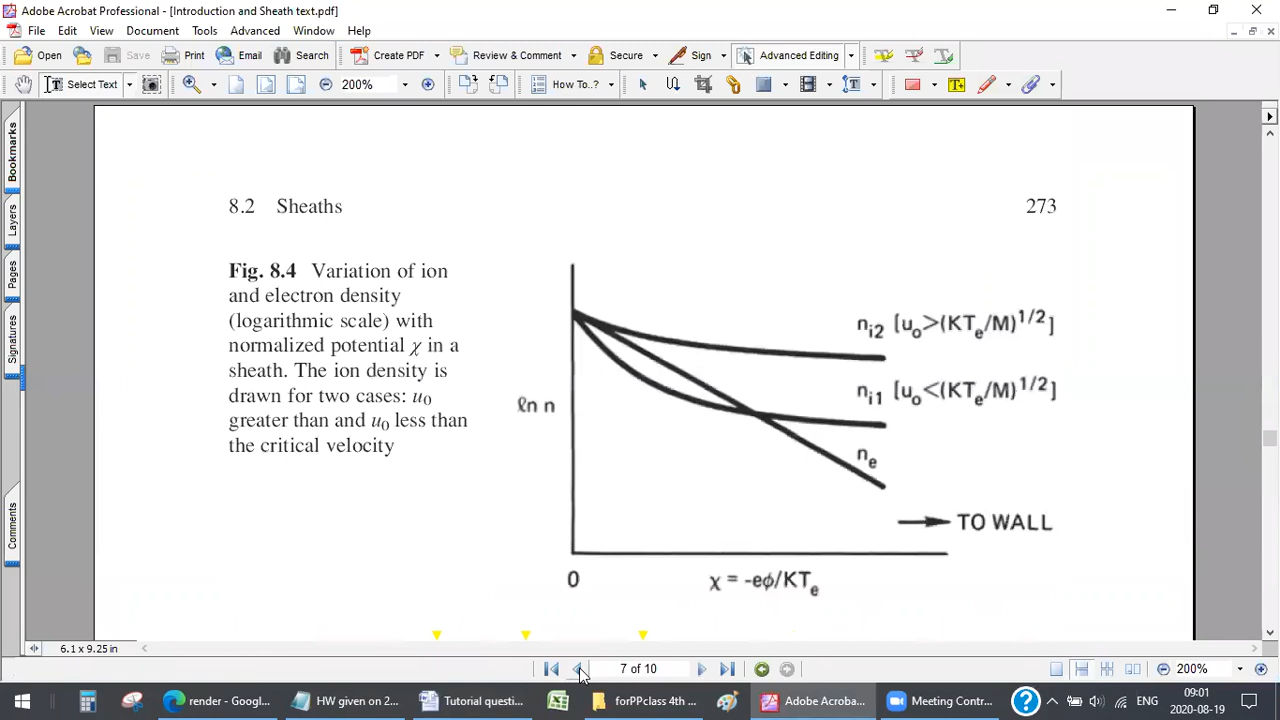 Adobe Acrobat Professional - [Introduction and Sheath text.pdf]
File Edit View Document Tools Advanced Window Help
Open Save Print Email Search Create PDF Review & Comment Secure Sign Advanced Editing
Select Text 200% How To..?
Bookmarks
Layers
Pages
Signatures
Comments
8.2 Sheaths 273
Fig. 8.4 Variation of ion
and electron density
(logarithmic scale) with
normalized potential χ in a
sheath. The ion density is
drawn for two cases: u₀
greater than and u₀ less than
the critical velocity
ℓn n
n_i2 [u_o>(KT_e/M)^1/2]
n_i1 [u_o<(KT_e/M)^1/2]
n_e
TO WALL
0
χ = -eϕ/KT_e
6.1 x 9.25 in
7 of 10
200%
render - Googl...
HW given on 2...
Tutorial questi...
forPPclass 4th ...
Adobe Acroba...
Meeting Contr...
ENG
09:01
2020-08-19